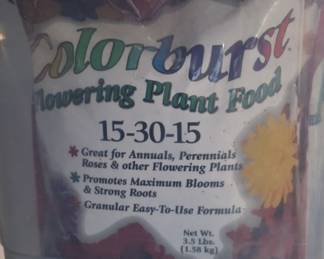 Colorburst
Flowering Plant Food
15-30-15
Great for Annuals, Perennials
Roses & other Flowering Plants
Promotes Maximum Blooms
& Strong Roots
Granular Easy-To-Use Formula
Net Wt.
3.5 Lbs.
(1.58 kg)